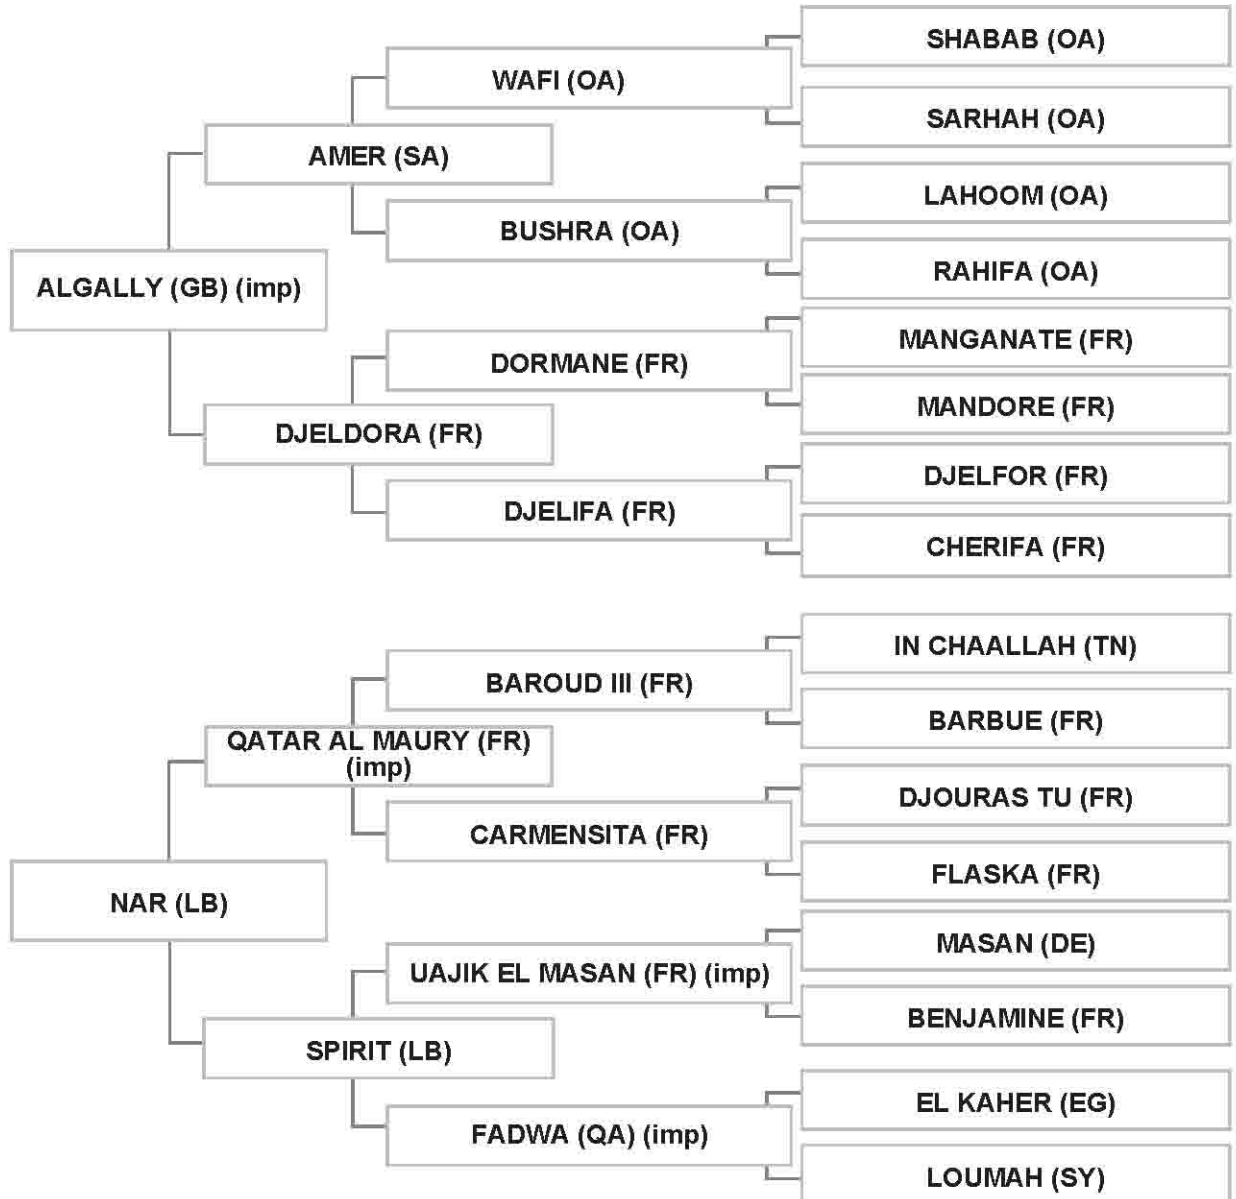 SHABAB (OA)
WAFI (OA)
SARHAH (OA)
AMER (SA)
LAHOOM (OA)
BUSHRA (OA)
RAHIFA (OA)
ALGALLY (GB) (imp)
MANGANATE (FR)
DORMANE (FR)
MANDORE (FR)
DJELDORA (FR)
DJELFOR (FR)
DJELIFA (FR)
CHERIFA (FR)
IN CHAALLAH (TN)
BAROUD III (FR)
BARBUE (FR)
QATAR AL MAURY (FR)
(imp)
DJOURAS TU (FR)
CARMENSITA (FR)
FLASKA (FR)
NAR (LB)
MASAN (DE)
UAJIK EL MASAN (FR) (imp)
BENJAMINE (FR)
SPIRIT (LB)
EL KAHER (EG)
FADWA (QA) (imp)
LOUMAH (SY)